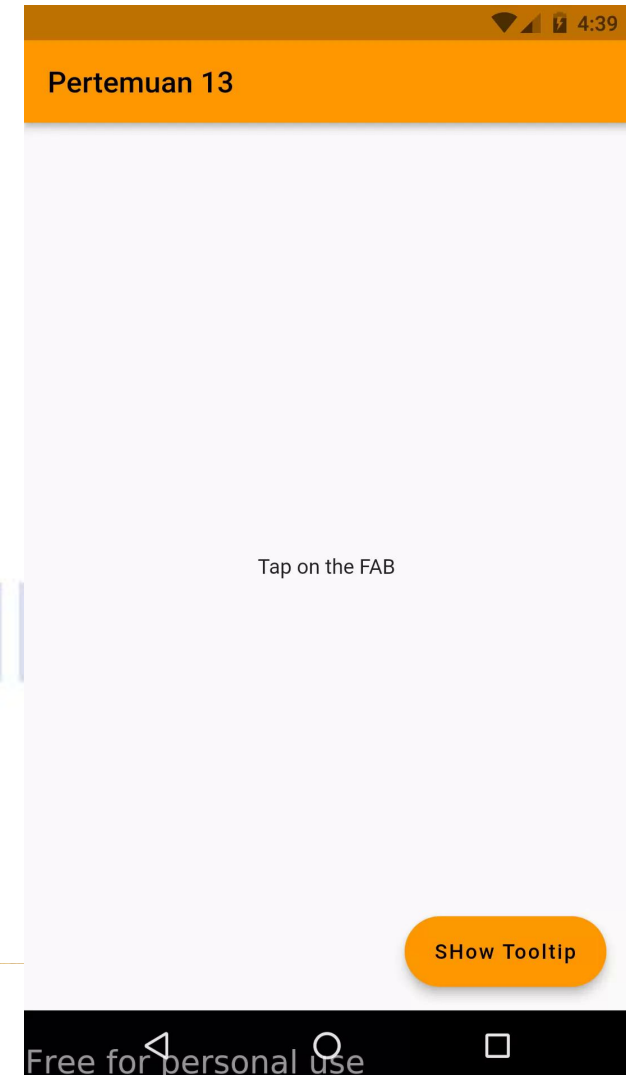 4:39
Pertemuan 13
Tap on the FAB
SHow Tooltip
Free for personal use